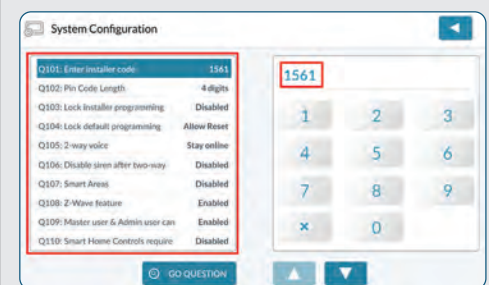 System Configuration
Q101: Enter installer code 1561
Q102: Pin Code Length 4 digits
Q103: Lock Installer programming Disabled
Q104: Lock default programming Allow Reset
Q105: 2-way voice Stay online
Q106: Disable siren after two-way Disabled
Q107: Smart Areas Disabled
Q108: Z-Wave feature Enabled
Q109: Master user & Admin user can Enabled
Q110: Smart Home Controls require Disabled
GO QUESTION
1561
1 2 3
4 5 6
7 8 9
× 0